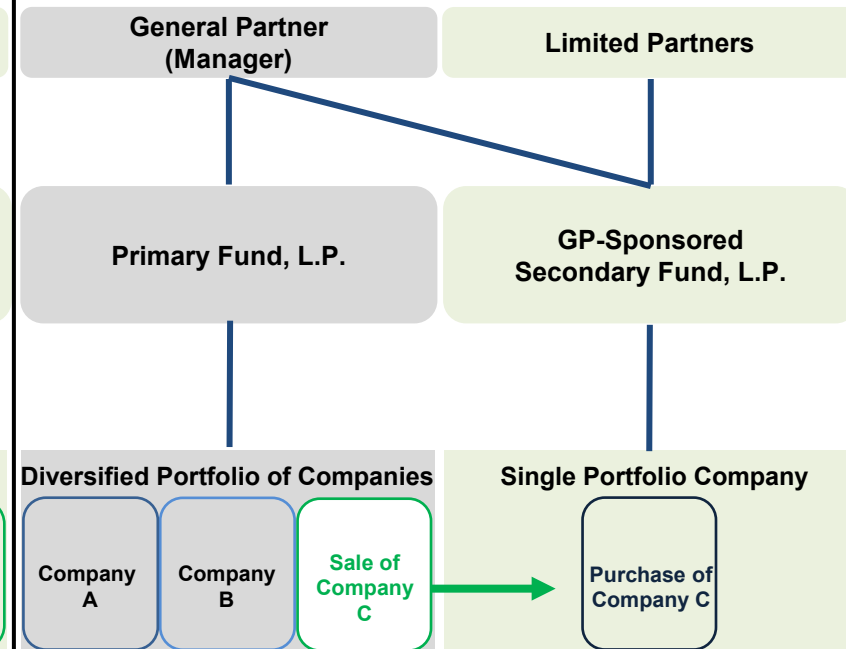 General Partner
(Manager)
Limited Partners
Primary Fund, L.P.
GP-Sponsored
Secondary Fund, L.P.
Diversified Portfolio of Companies
Single Portfolio Company
Company
A
Company
B
Sale of
Company
C
Purchase of
Company C